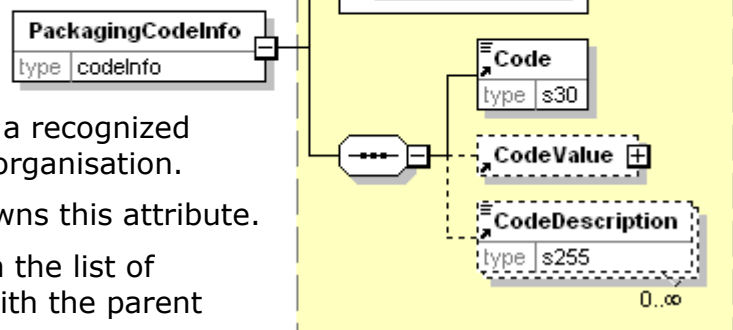 PackagingCodeInfo
type codeInfo
a recognized
organisation.
wns this attribute.
n the list of
with the parent
Code
type s30
CodeValue
CodeDescription
type s255
0..∞